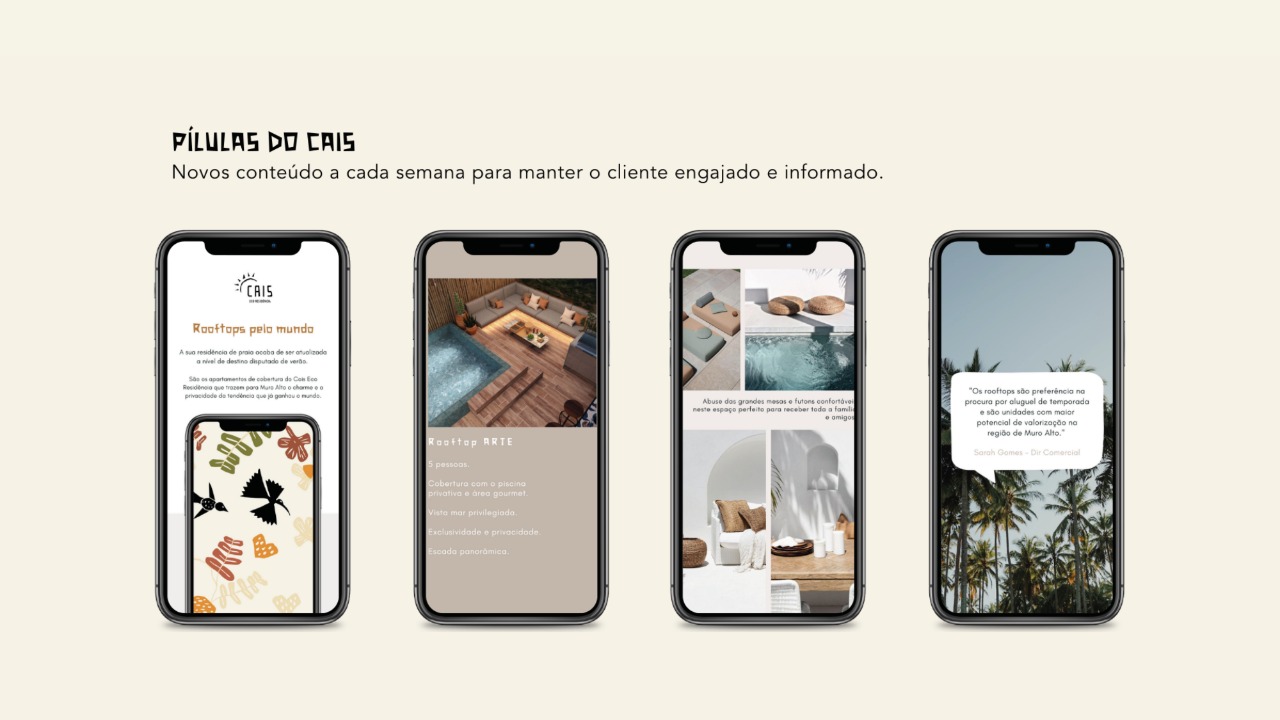 PÍLULAS DO CAIS
Novos conteúdo a cada semana para manter o cliente engajado e informado.
CAIS
ECO RESIDÊNCIA
Rooftops pelo mundo
A sua residência de praia acaba de ser atualizada
a nível de destino disputado de verão.
São os apartamentos de cobertura do Cais Eco
Residência que trazem para Muro Alto o charme e a
privacidade da tendência que já ganhou o mundo.
Rooftop ARTE
5 pessoas.
Cobertura com o piscina
privativa e área gourmet.
Vista mar privilegiada.
Exclusividade e privacidade.
Escada panorâmica.
Abuse das grandes mesas e futons confortávei
neste espaço perfeito para receber toda a família
e amigos
"Os rooftops são preferência na
procura por aluguel de temporada
e são unidades com maior
potencial de valorização na
região de Muro Alto."
Sarah Gomes - Dir Comercial